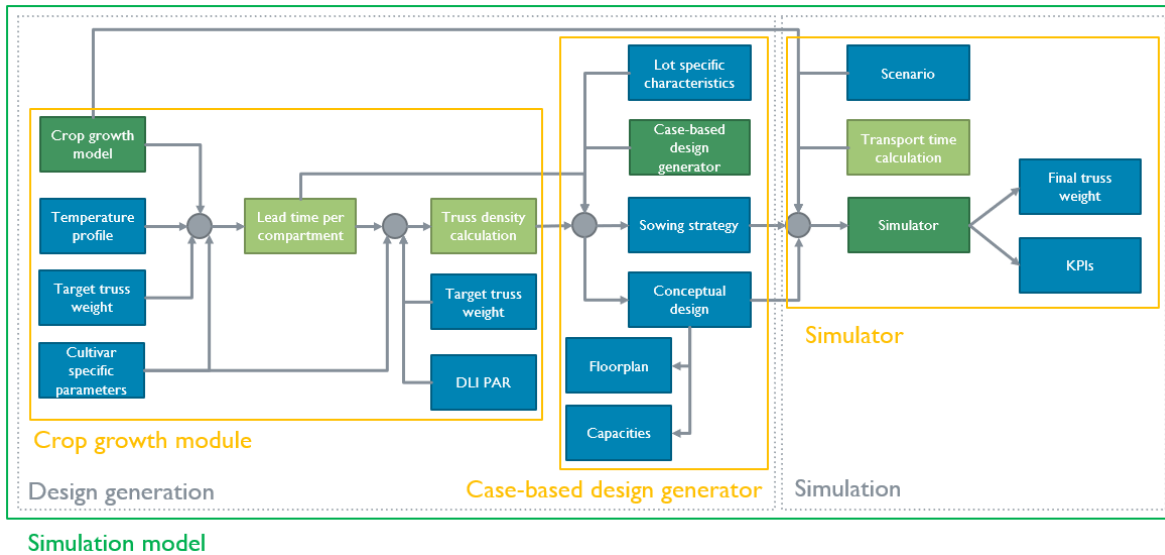 Lot specific
characteristics
Scenario
Crop growth
model
Case-based
design
generator
Transport time
calculation
Final truss
weight
Temperature
profile
Lead time per
compartment
Truss density
calculation
Sowing strategy
Simulator
KPIs
Target truss
weight
Target truss
weight
Conceptual
design
Simulator
Cultivar
specific
parameters
DLI PAR
Floorplan
Capacities
Crop growth module
Design generation
Case-based design generator
Simulation
Simulation model